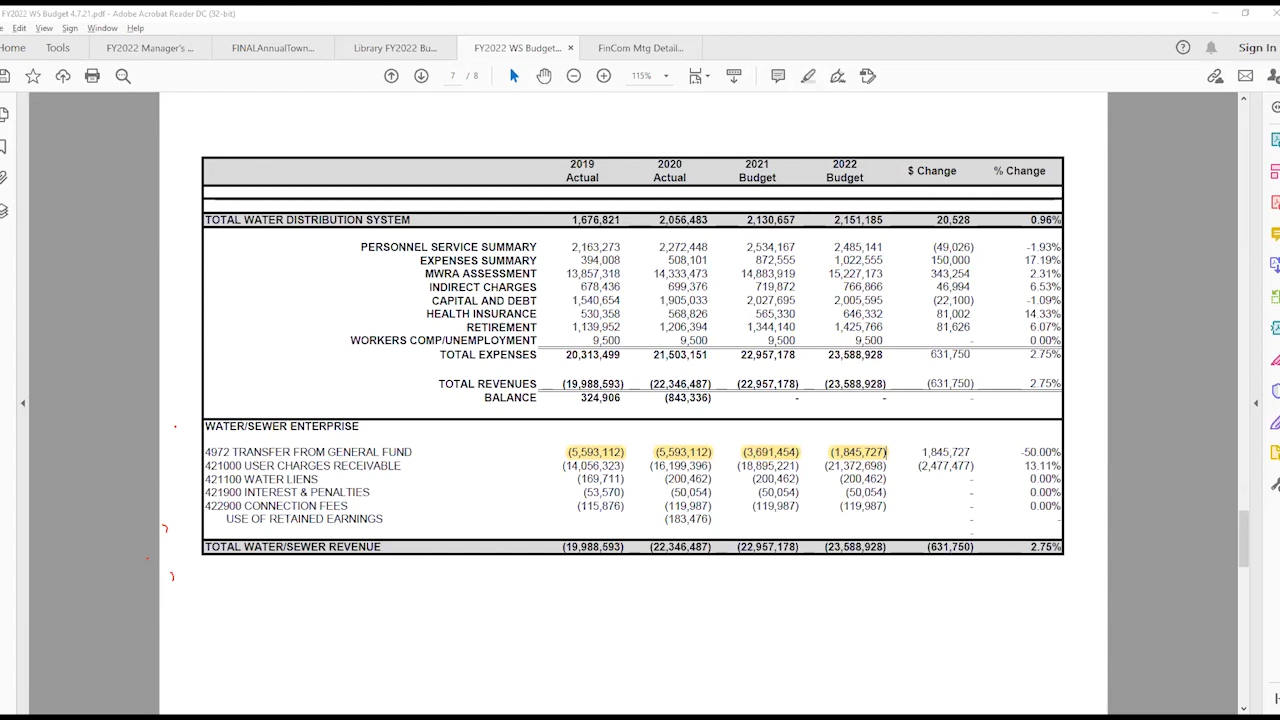 FY2022 WS Budget 4.7.21.pdf - Adobe Acrobat Reader DC (32-bit)
Edit View Sign Window Help
Home Tools FY2022 Manager's ... FINALAnnualTown... Library FY2022 Bu... FY2022 WS Budget... × FinCom Mtg Detail... Sign In
7 / 8 115%
2019 Actual 2020 Actual 2021 Budget 2022 Budget $ Change % Change
TOTAL WATER DISTRIBUTION SYSTEM 1,676,821 2,056,483 2,130,657 2,151,185 20,528 0.96%
PERSONNEL SERVICE SUMMARY 2,163,273 2,272,448 2,534,167 2,485,141 (49,026) -1.93%
EXPENSES SUMMARY 394,008 508,101 872,555 1,022,555 150,000 17.19%
MWRA ASSESSMENT 13,857,318 14,333,473 14,883,919 15,227,173 343,254 2.31%
INDIRECT CHARGES 678,436 699,376 719,872 766,866 46,994 6.53%
CAPITAL AND DEBT 1,540,654 1,905,033 2,027,695 2,005,595 (22,100) -1.09%
HEALTH INSURANCE 530,358 568,826 565,330 646,332 81,002 14.33%
RETIREMENT 1,139,952 1,206,394 1,344,140 1,425,766 81,626 6.07%
WORKERS COMP/UNEMPLOYMENT 9,500 9,500 9,500 9,500 - 0.00%
TOTAL EXPENSES 20,313,499 21,503,151 22,957,178 23,588,928 631,750 2.75%
TOTAL REVENUES (19,988,593) (22,346,487) (22,957,178) (23,588,928) (631,750) 2.75%
BALANCE 324,906 (843,336) - - -
WATER/SEWER ENTERPRISE
4972 TRANSFER FROM GENERAL FUND (5,593,112) (5,593,112) (3,691,454) (1,845,727) 1,845,727 -50.00%
421000 USER CHARGES RECEIVABLE (14,056,323) (16,199,396) (18,895,221) (21,372,698) (2,477,477) 13.11%
421100 WATER LIENS (169,711) (200,462) (200,462) (200,462) - 0.00%
421900 INTEREST & PENALTIES (53,570) (50,054) (50,054) (50,054) - 0.00%
422900 CONNECTION FEES (115,876) (119,987) (119,987) (119,987) - 0.00%
USE OF RETAINED EARNINGS (183,476) - -
-
TOTAL WATER/SEWER REVENUE (19,988,593) (22,346,487) (22,957,178) (23,588,928) (631,750) 2.75%